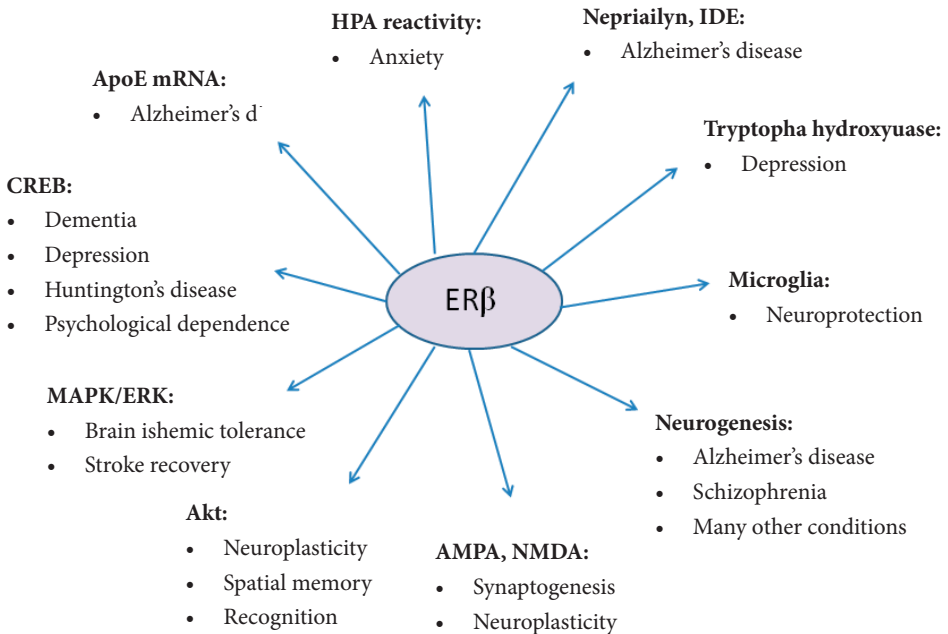 HPA reactivity:
• Anxiety
Nepriailyn, IDE:
• Alzheimer's disease
ApoE mRNA:
• Alzheimer's d
Tryptopha hydroxyuase:
• Depression
CREB:
• Dementia
• Depression
• Huntington's disease
• Psychological dependence
ERβ
Microglia:
• Neuroprotection
MAPK/ERK:
• Brain ishemic tolerance
• Stroke recovery
Neurogenesis:
• Alzheimer's disease
• Schizophrenia
• Many other conditions
Akt:
• Neuroplasticity
• Spatial memory
• Recognition
AMPA, NMDA:
• Synaptogenesis
• Neuroplasticity